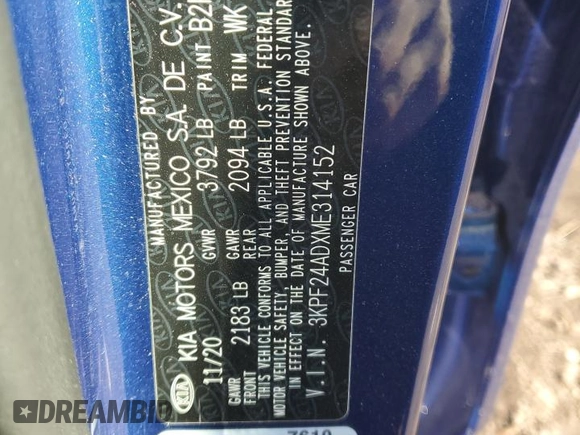 MANUFACTURED BY
KIA KIA MOTORS MEXICO S.A. DE C.V.
11/20 GVWR 3792 LB PAINT
GAWR FRONT 2183 LB GAWR REAR 2094 LB TRIM WK
THIS VEHICLE CONFORMS TO ALL APPLICABLE U.S.A. FEDERAL
MOTOR VEHICLE SAFETY, BUMPER, AND THEFT PREVENTION STANDAR
IN EFFECT ON THE DATE OF MANUFACTURE SHOWN ABOVE.
V.I.N. 3KPF24ADXME314152
PASSENGER CAR
DREAMBID